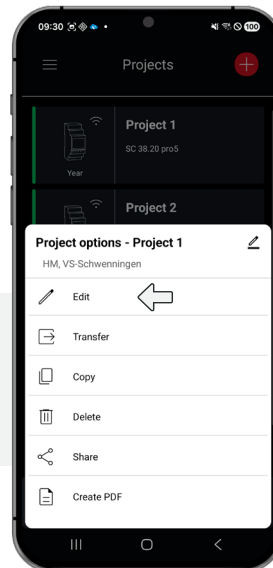 09:30
100
Projects
Project 1
SC 38.20 pro5
Year
Project 2
Project options - Project 1
HM, VS-Schwenningen
Edit
Transfer
Copy
Delete
Share
Create PDF